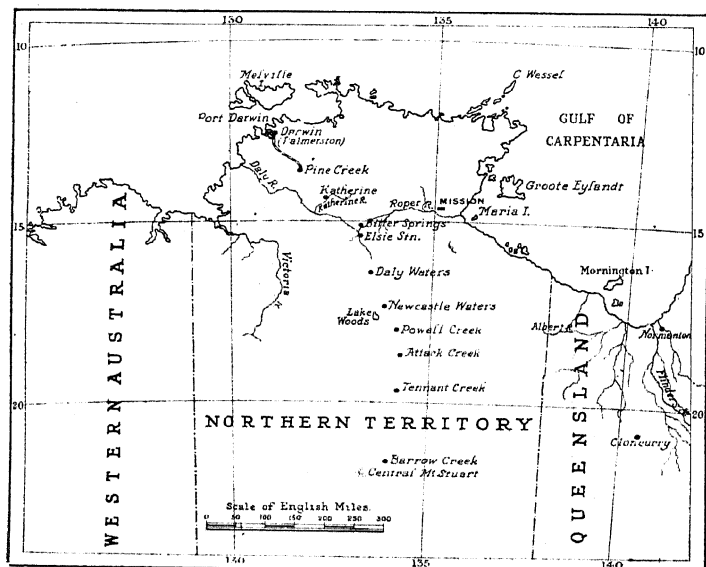 130 135 140
10 10
Melville
I.
C Wessel
Port Darwin
Darwin
(Palmerston)
GULF OF
CARPENTARIA
Pine Creek
Daly R.
Katherine
(Katherine R.
Groote Eylandt
Roper R. MISSION
Maria I.
15 15
Bitter Springs
Elsie Stn.
Victoria
R
Daly Waters
Mornington I
Newcastle Waters
Lake
Woods
Albert R.
Normanton
Powell Creek
Attack Creek
Flinders
Tennant Creek
20 20
NORTHERN TERRITORY
WESTERN AUSTRALIA
QUEENSLAND
Cloncurry
Barrow Creek
Central Mt Stuart
Scale of English Miles.
0 50 100 150 200 250 300
130 135 140